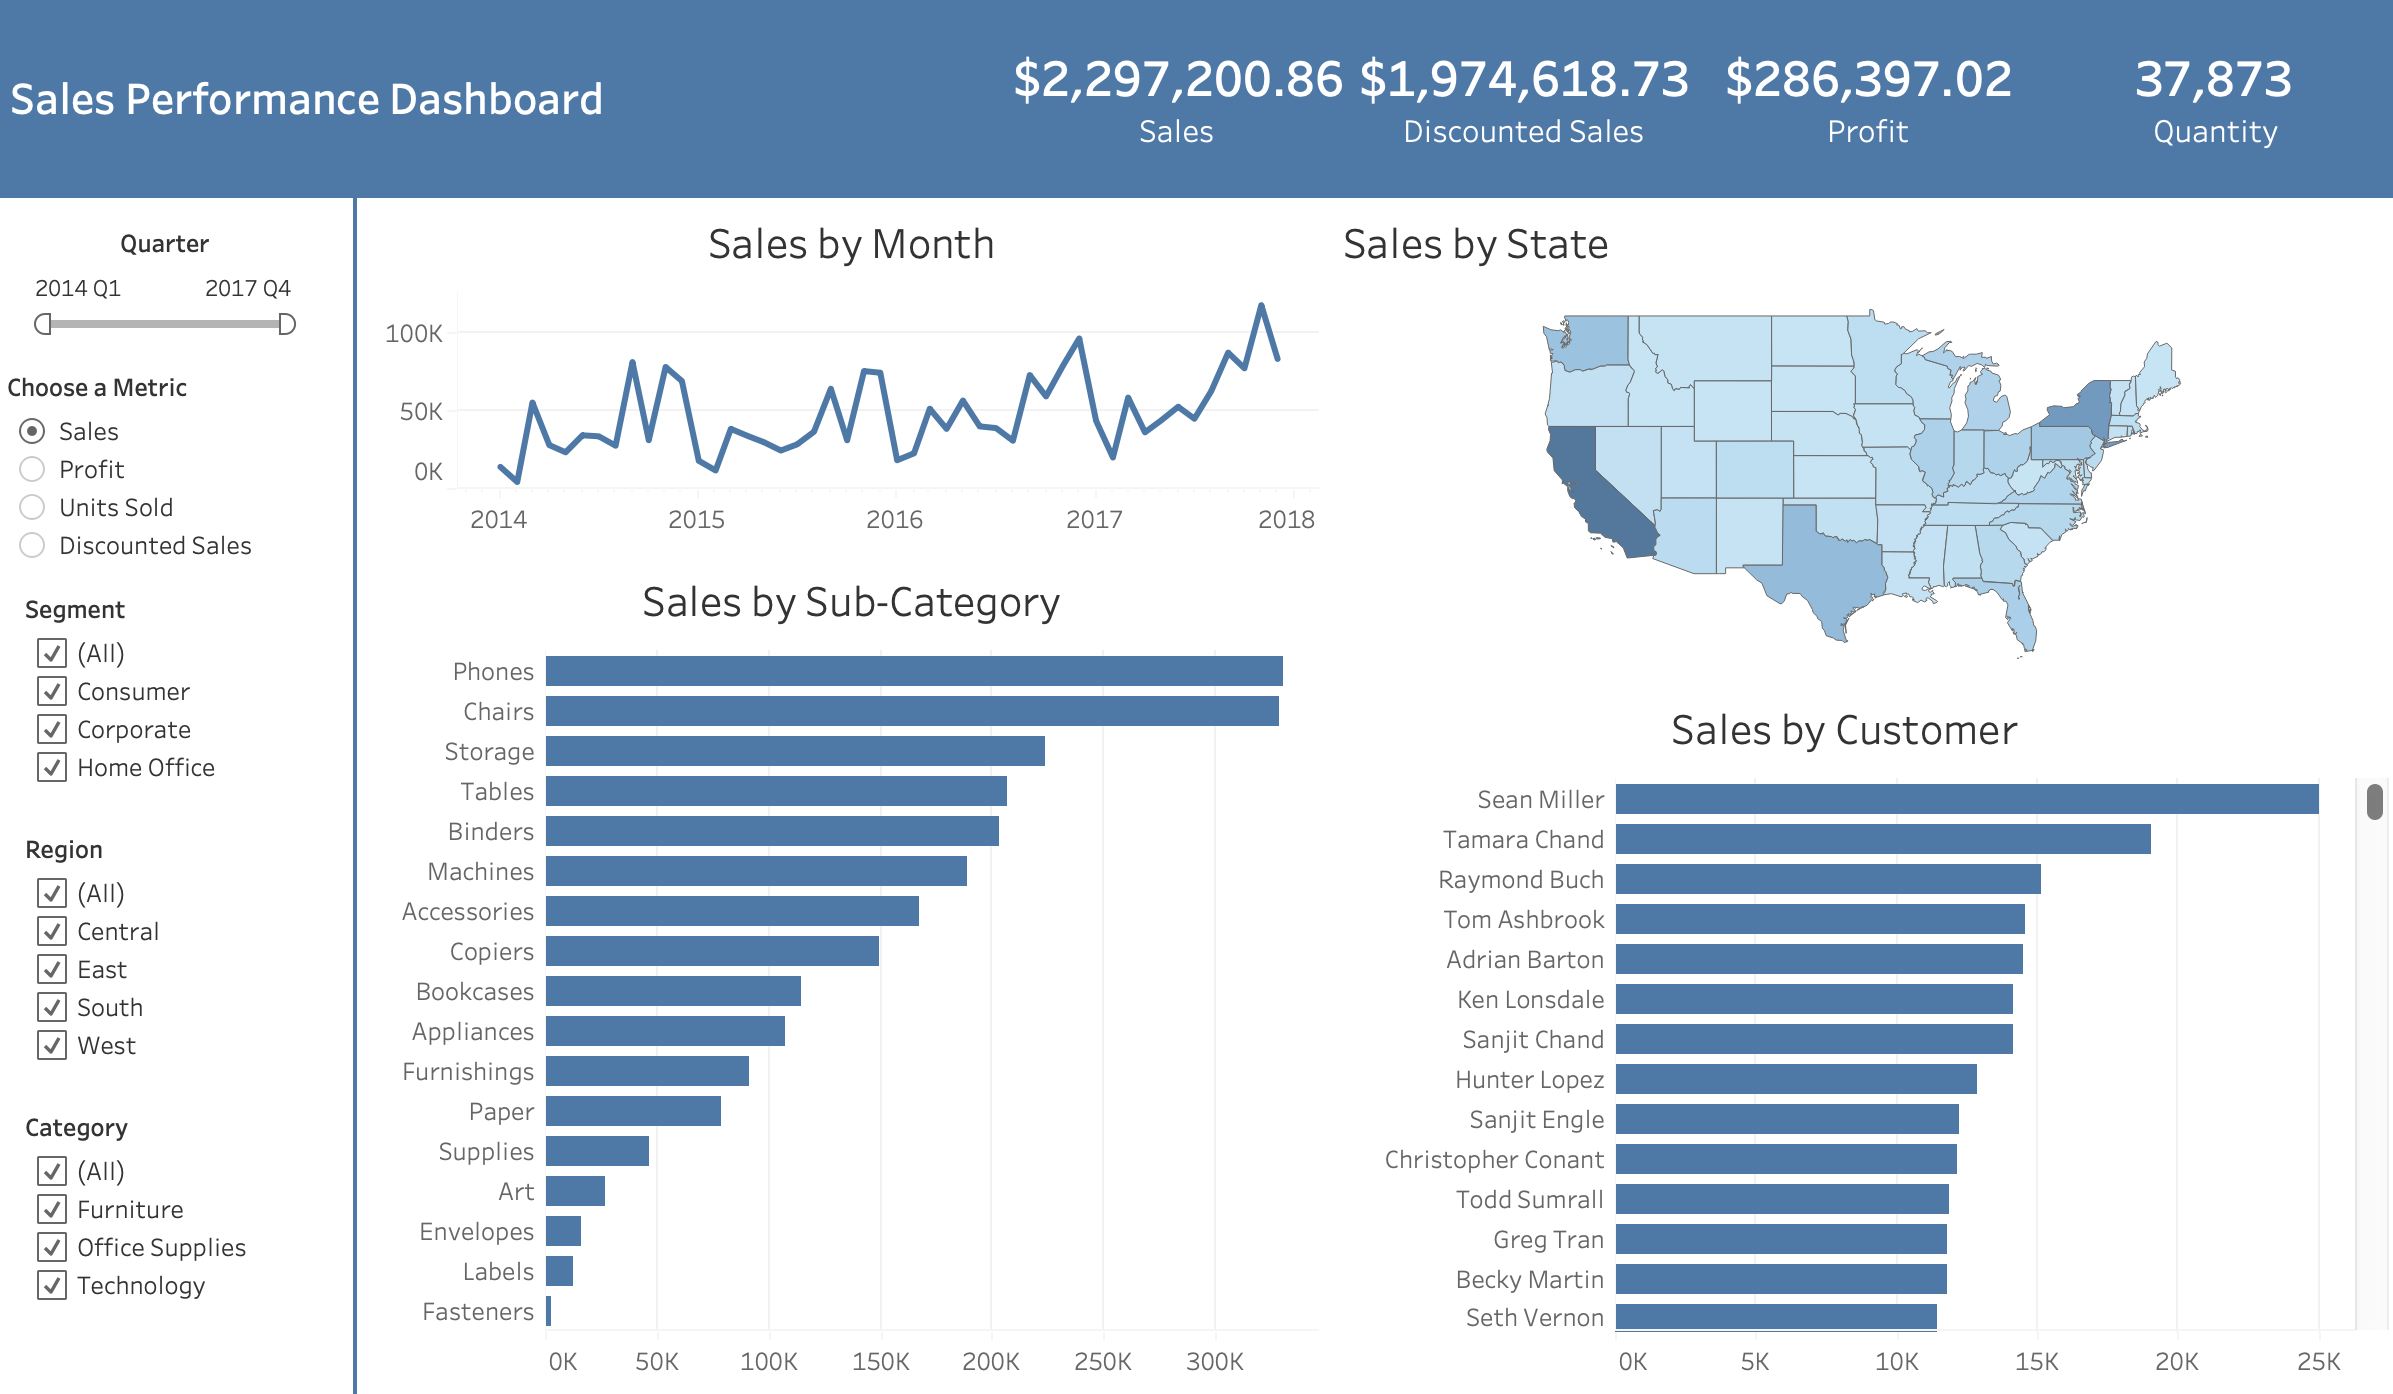 Sales Performance Dashboard
$2,297,200.86 $1,974,618.73 $286,397.02 37,873
Sales Discounted Sales Profit Quantity
Quarter
2014 Q1 2017 Q4
Choose a Metric
Sales
Profit
Units Sold
Discounted Sales
Segment
(All)
Consumer
Corporate
Home Office
Region
(All)
Central
East
South
West
Category
(All)
Furniture
Office Supplies
Technology
Sales by Month
100K
50K
0K
2014 2015 2016 2017 2018
Sales by Sub-Category
Phones
Chairs
Storage
Tables
Binders
Machines
Accessories
Copiers
Bookcases
Appliances
Furnishings
Paper
Supplies
Art
Envelopes
Labels
Fasteners
0K 50K 100K 150K 200K 250K 300K
Sales by State
Sales by Customer
Sean Miller
Tamara Chand
Raymond Buch
Tom Ashbrook
Adrian Barton
Ken Lonsdale
Sanjit Chand
Hunter Lopez
Sanjit Engle
Christopher Conant
Todd Sumrall
Greg Tran
Becky Martin
Seth Vernon
0K 5K 10K 15K 20K 25K